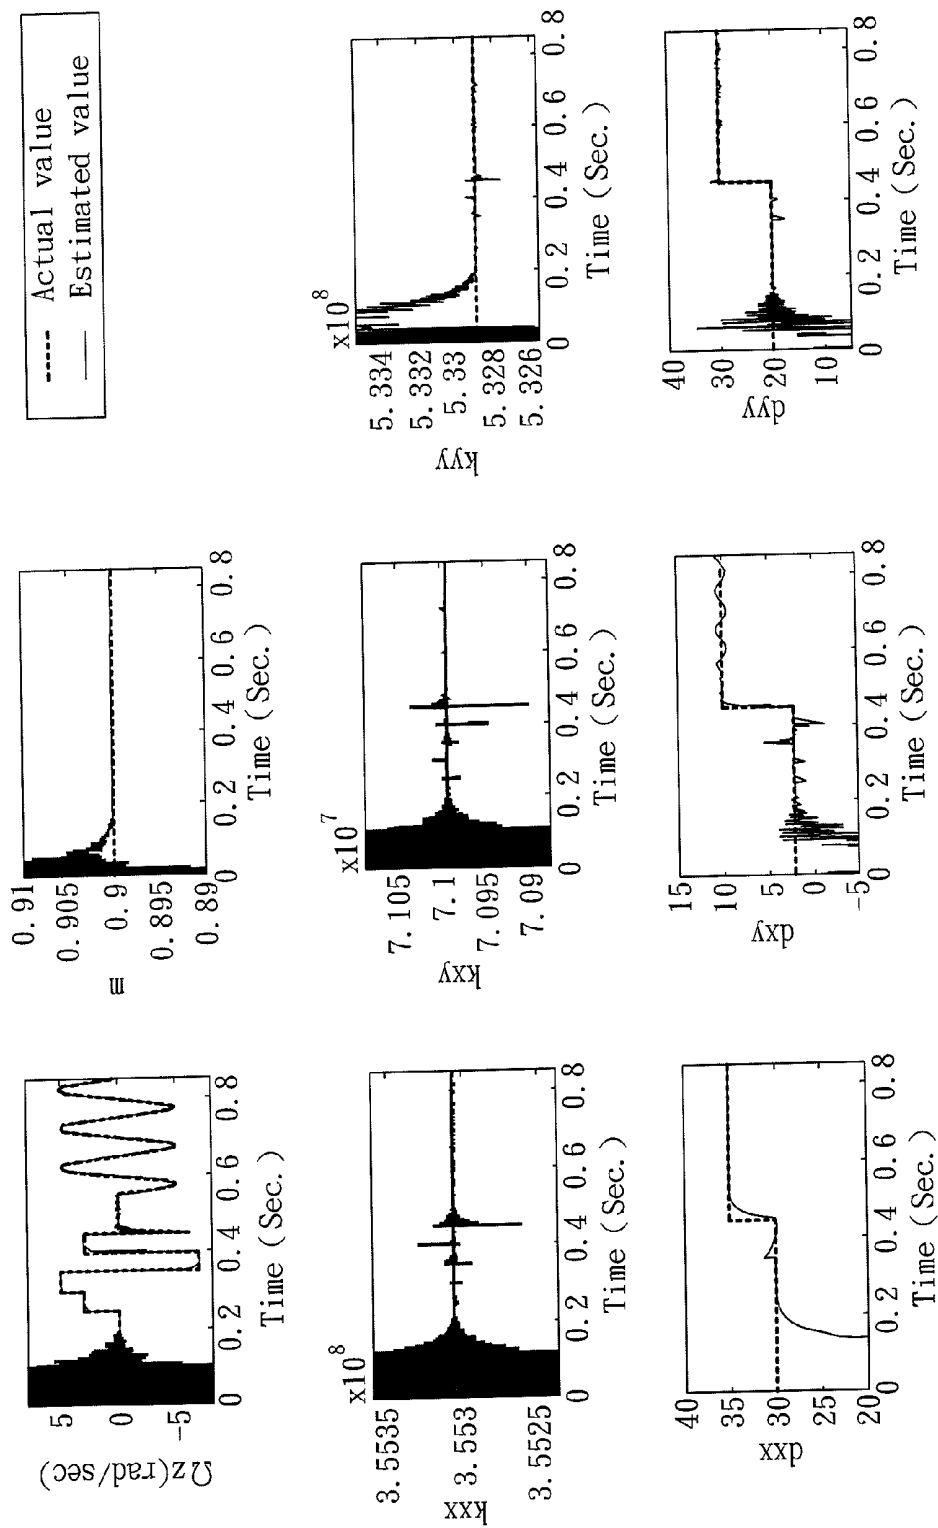 Actual value
Estimated value
Ωz(rad/sec)
5
0
-5
0 0.2 0.4 0.6 0.8
Time (Sec.)
m
0.91
0.905
0.9
0.895
0.89
0 0.2 0.4 0.6 0.8
Time (Sec.)
kxx
x10^8
3.5535
3.553
3.5525
0 0.2 0.4 0.6 0.8
Time (Sec.)
kxy
x10^7
7.105
7.1
7.095
7.09
0 0.2 0.4 0.6 0.8
Time (Sec.)
kyy
x10^8
5.334
5.332
5.33
5.328
5.326
0 0.2 0.4 0.6 0.8
Time (Sec.)
dxx
40
35
30
25
20
0 0.2 0.4 0.6 0.8
Time (Sec.)
dxy
15
10
5
0
-5
0 0.2 0.4 0.6 0.8
Time (Sec.)
dyy
40
30
20
10
0 0.2 0.4 0.6 0.8
Time (Sec.)